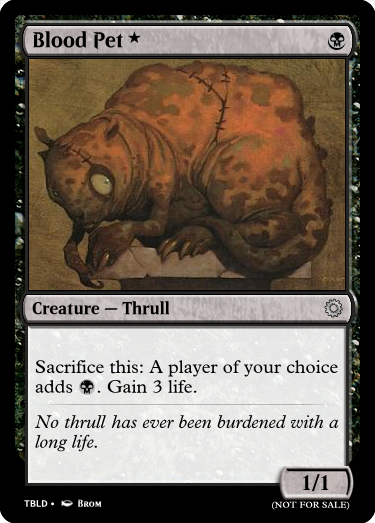 Blood Pet ★
Creature — Thrull
Sacrifice this: A player of your choice
adds. Gain 3 life.
No thrull has ever been burdened with a
long life.
1/1
TBLD • BROM
(NOT FOR SALE)